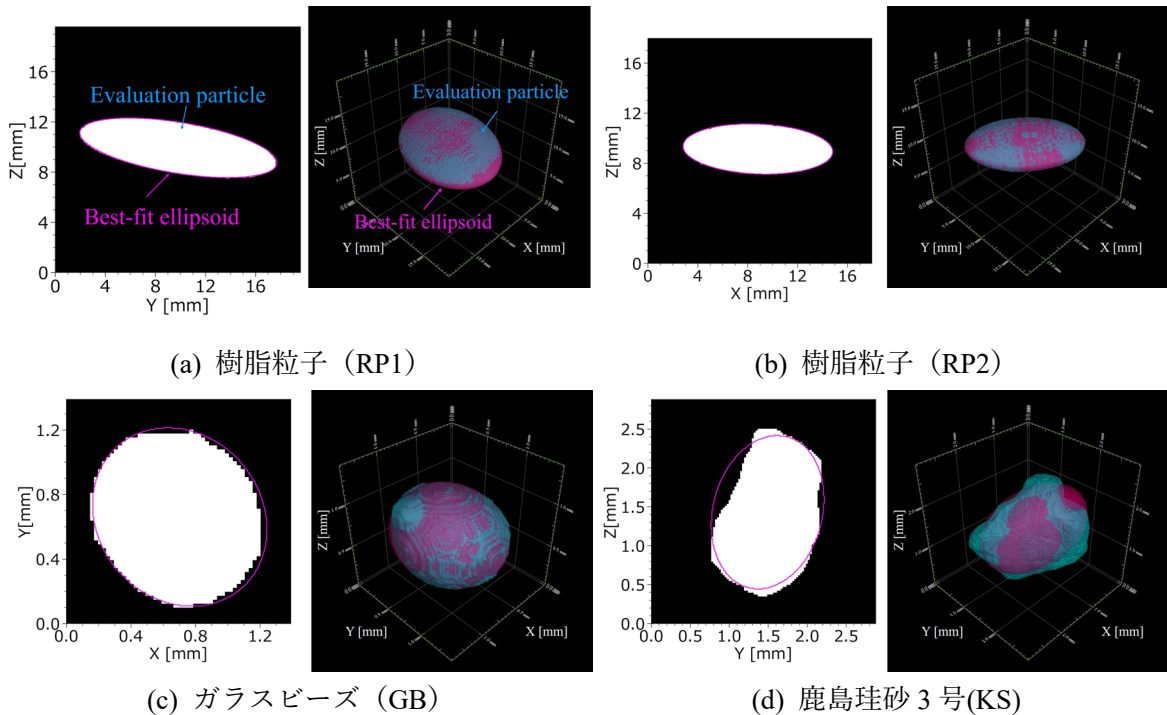 16
12
8
4
0
Z[mm]
0 4 8 12 16
Y [mm]
Evaluation particle
Best-fit ellipsoid
Evaluation particle
Best-fit ellipsoid
Z [mm]
Y [mm]
X [mm]
(a) 樹脂粒子（RP1）
16
12
8
4
0
Z[mm]
0 4 8 12 16
X [mm]
Z [mm]
Y [mm]
X [mm]
(b) 樹脂粒子（RP2）
1.2
0.8
0.4
0.0
Y[mm]
0.0 0.4 0.8 1.2
X [mm]
Z [mm]
Y [mm]
X [mm]
(c) ガラスビーズ（GB）
2.5
2.0
1.5
1.0
0.5
0.0
Z[mm]
0.0 0.5 1.0 1.5 2.0 2.5
Y [mm]
Z [mm]
Y [mm]
X [mm]
(d) 鹿島珪砂 3 号(KS)